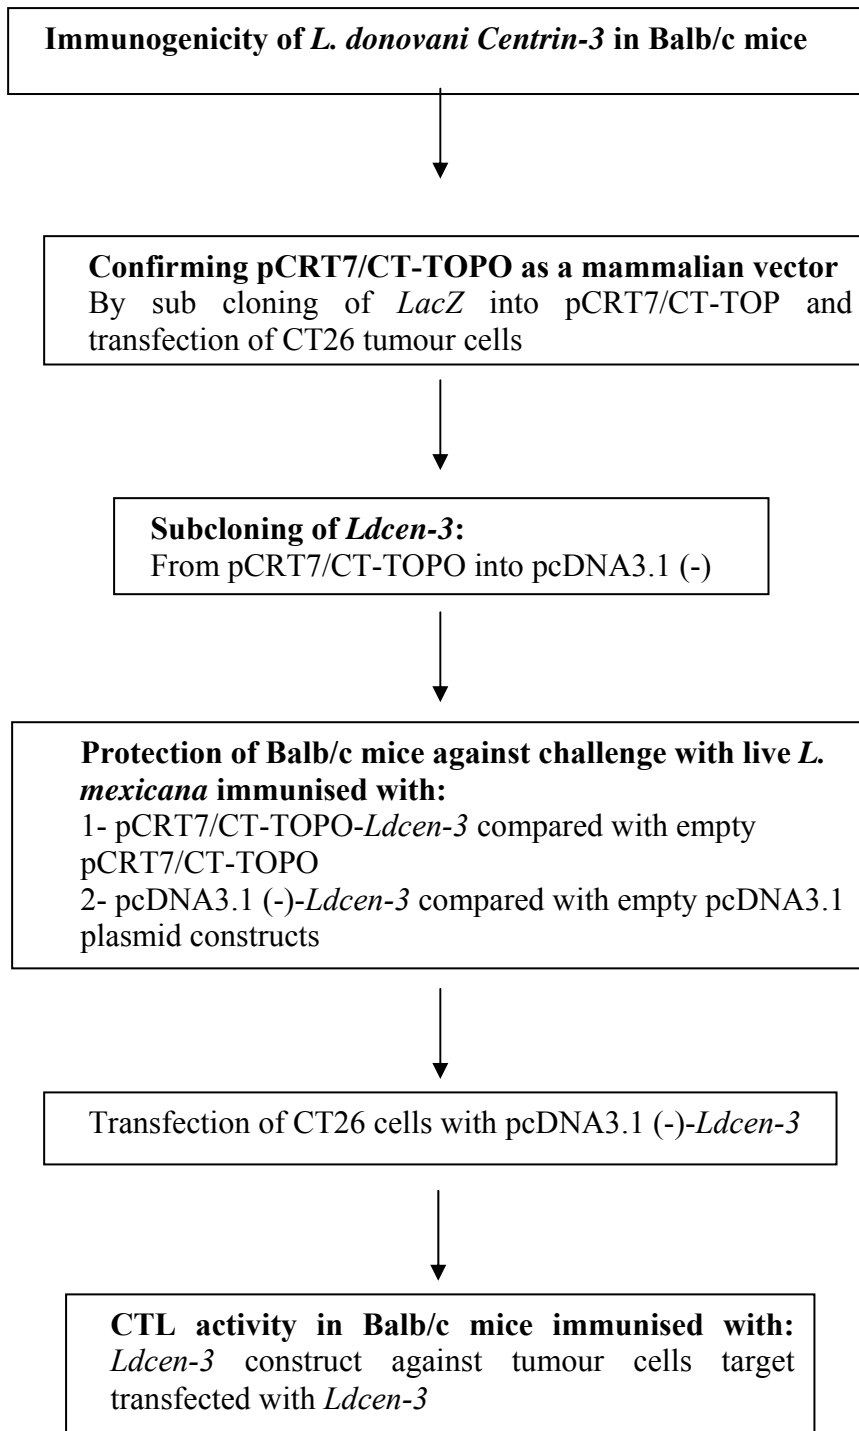 Immunogenicity of L. donovani Centrin-3 in Balb/c mice
Confirming pCRT7/CT-TOPO as a mammalian vector
By sub cloning of LacZ into pCRT7/CT-TOP and
transfection of CT26 tumour cells
Subcloning of Ldcen-3:
From pCRT7/CT-TOPO into pcDNA3.1 (-)
Protection of Balb/c mice against challenge with live L.
mexicana immunised with:
1- pCRT7/CT-TOPO-Ldcen-3 compared with empty
pCRT7/CT-TOPO
2- pcDNA3.1 (-)-Ldcen-3 compared with empty pcDNA3.1
plasmid constructs
Transfection of CT26 cells with pcDNA3.1 (-)-Ldcen-3
CTL activity in Balb/c mice immunised with:
Ldcen-3 construct against tumour cells target
transfected with Ldcen-3